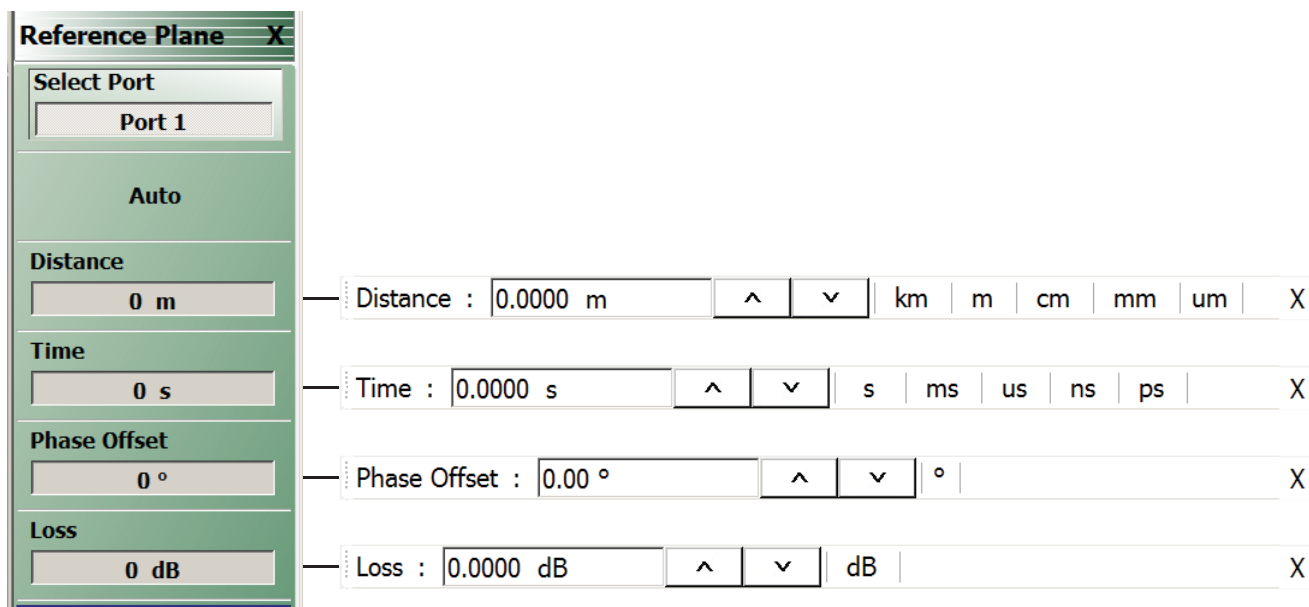 Reference Plane X
Select Port
Port 1
Auto
Distance
0 m
Distance : 0.0000 m ^ v km m cm mm um X
Time
0 s
Time : 0.0000 s ^ v s ms us ns ps X
Phase Offset
0 °
Phase Offset : 0.00 ° ^ v ° X
Loss
0 dB
Loss : 0.0000 dB ^ v dB X